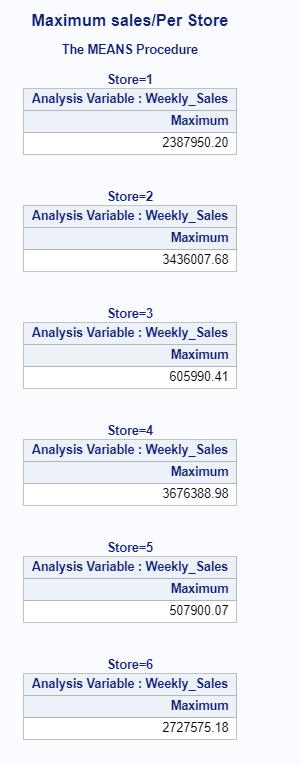 Maximum sales/Per Store
The MEANS Procedure
Store=1
Analysis Variable : Weekly_Sales
Maximum
2387950.20
Store=2
Analysis Variable : Weekly_Sales
Maximum
3436007.68
Store=3
Analysis Variable : Weekly_Sales
Maximum
605990.41
Store=4
Analysis Variable : Weekly_Sales
Maximum
3676388.98
Store=5
Analysis Variable : Weekly_Sales
Maximum
507900.07
Store=6
Analysis Variable : Weekly_Sales
Maximum
2727575.18